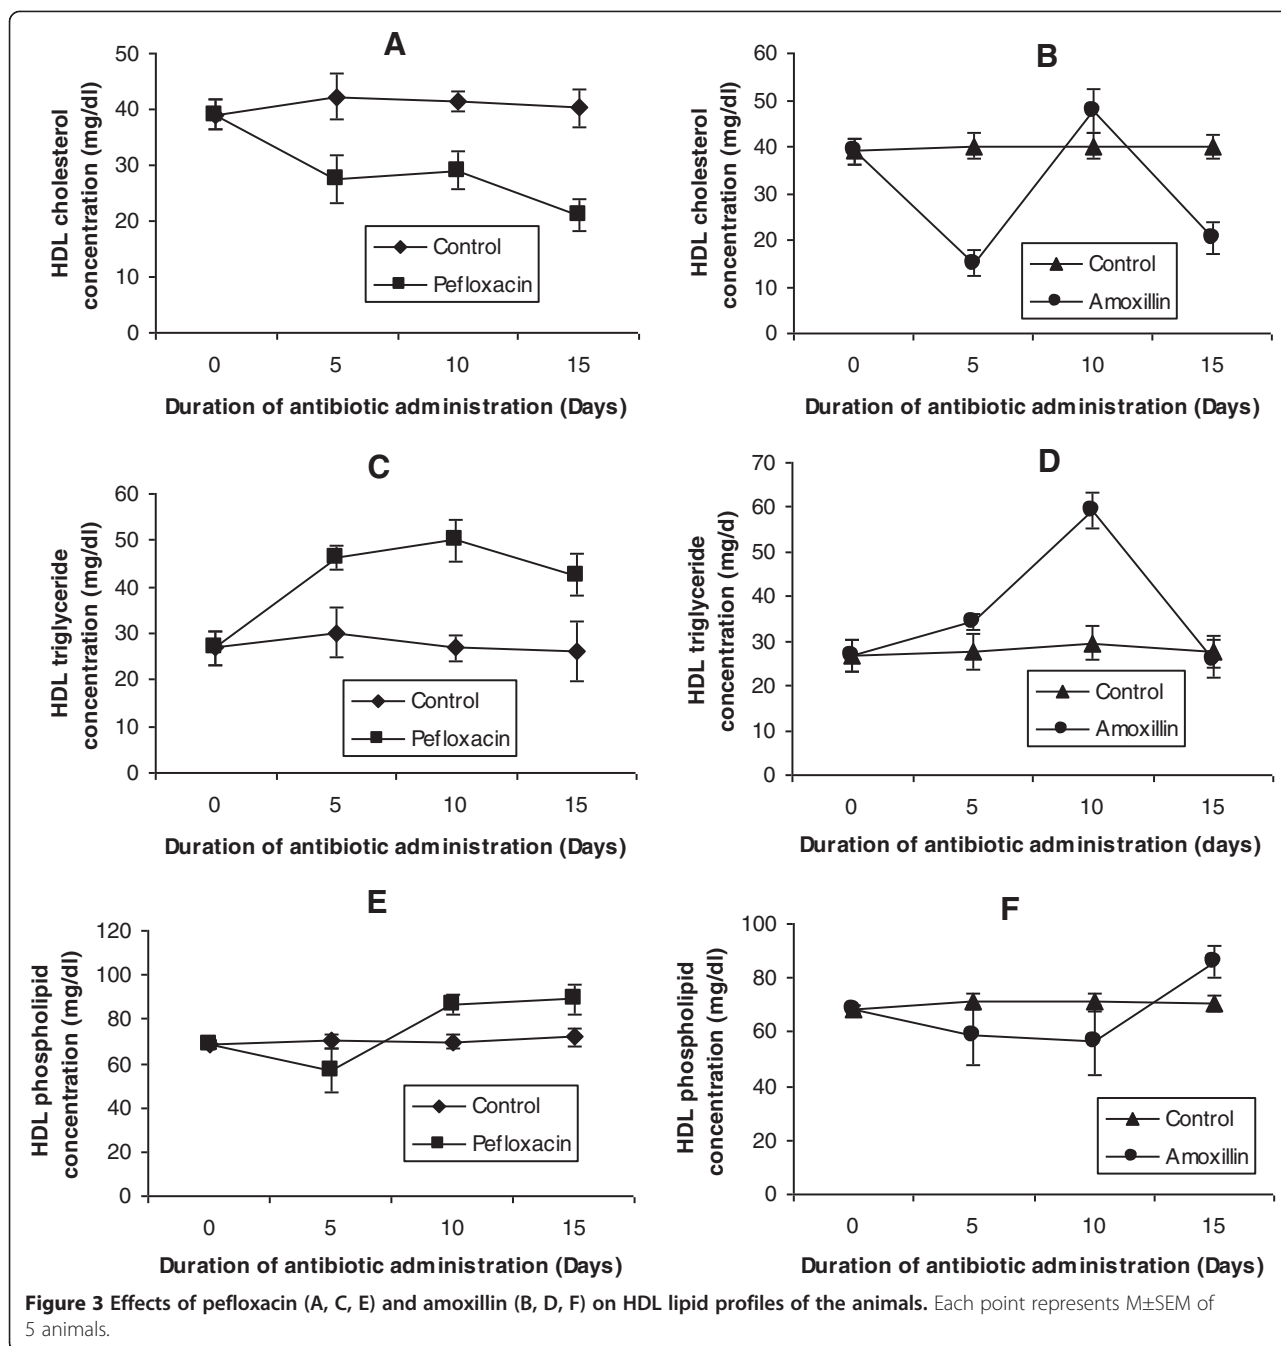 A
HDL cholesterol
concentration (mg/dl)
50
40
30
20
10
0
Control
Pefloxacin
0 5 10 15
Duration of antibiotic administration (Days)
B
HDL cholesterol
concentration (mg/dl)
60
50
40
30
20
10
0
Control
Amoxillin
0 5 10 15
Duration of antibiotic administration (Days)
C
HDL triglyceride
concentration (mg/dl)
60
50
40
30
20
10
0
Control
Pefloxacin
0 5 10 15
Duration of antibiotic administration (Days)
D
HDL triglyceride
concentration (mg/d)
70
60
50
40
30
20
10
0
Control
Amoxillin
0 5 10 15
Duration of antibiotic administration (days)
E
HDL phospholipid
concentration (mg/dl)
120
100
80
60
40
20
0
Control
Pefloxacin
0 5 10 15
Duration of antibiotic administration (Days)
F
HDL phospholipid
concentration (mg/dl)
100
80
60
40
20
0
Control
Amoxillin
0 5 10 15
Duration of antibiotic administration (Days)
Figure 3 Effects of pefloxacin (A, C, E) and amoxillin (B, D, F) on HDL lipid profiles of the animals. Each point represents M±SEM of
5 animals.